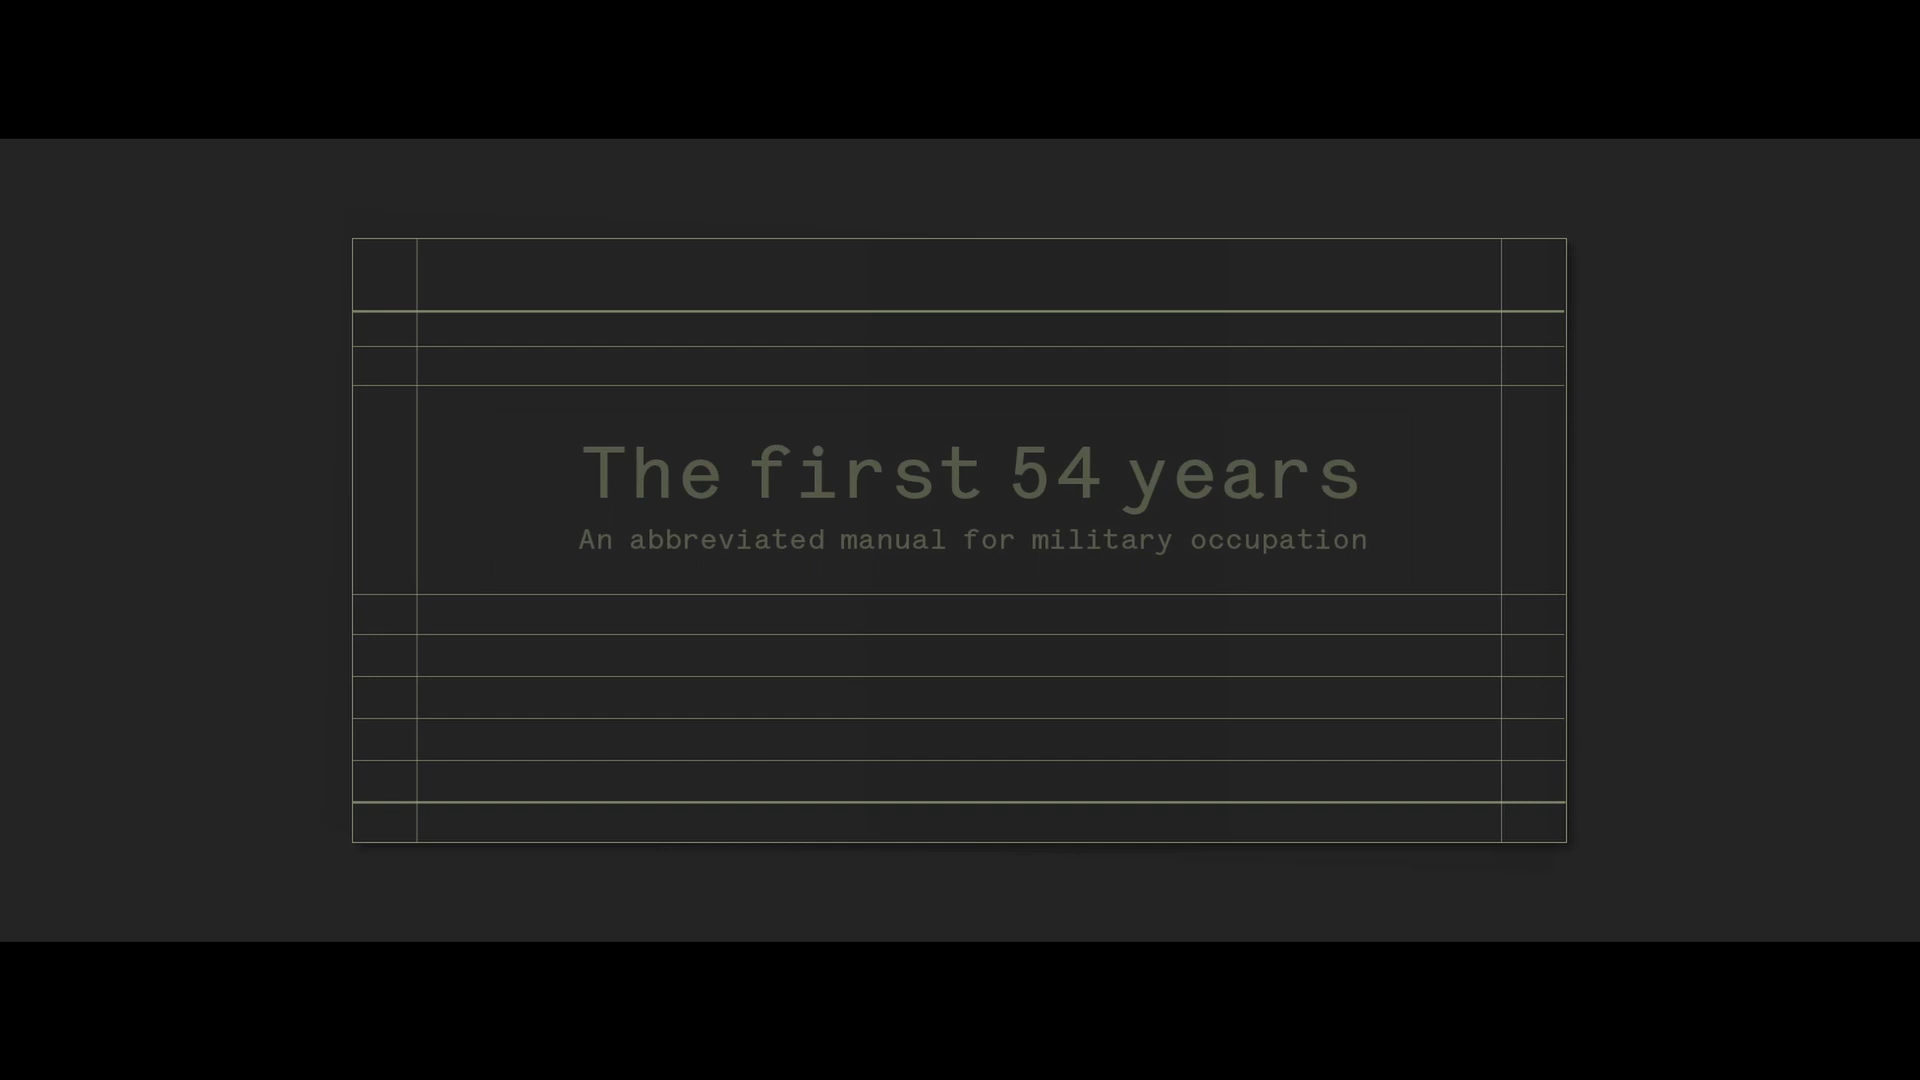 The first 54 years
An abbreviated manual for military occupation